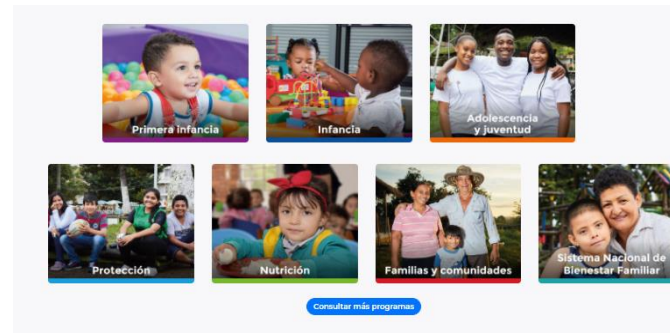 Primera infancia
Infancia
Adolescencia
y juventud
Protección
Nutrición
Familias y comunidades
Sistema Nacional de
Bienestar Familiar
Consultar más programas